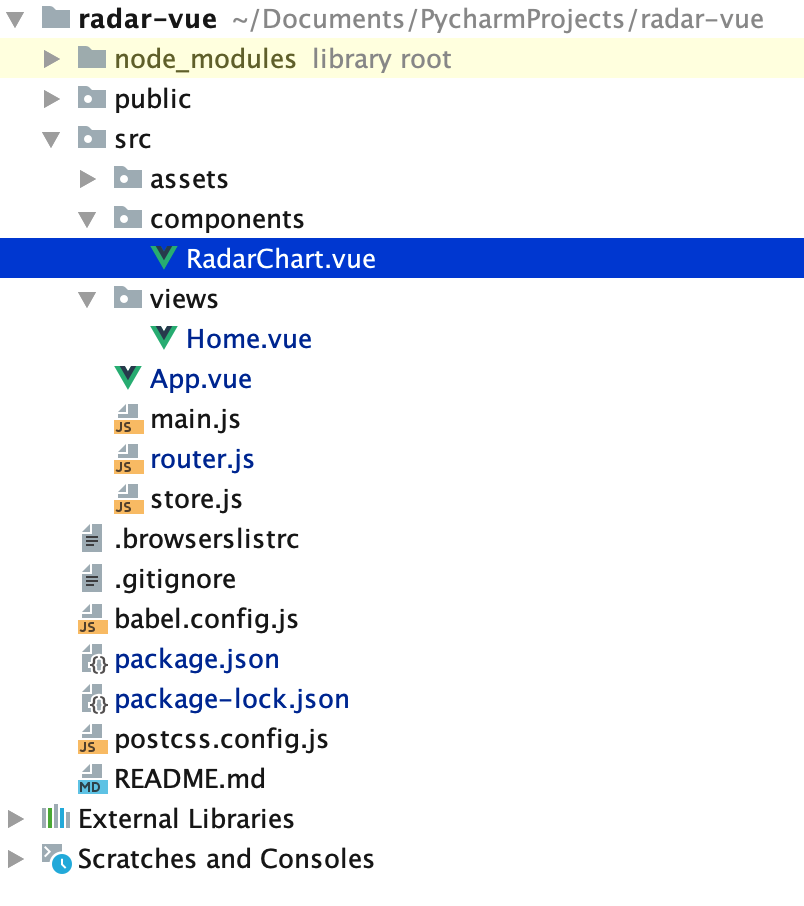 radar-vue ~/Documents/PycharmProjects/radar-vue
node_modules library root
public
src
assets
components
RadarChart.vue
views
Home.vue
App.vue
JS main.js
JS router.js
JS store.js
.browserslistrc
.gitignore
JS babel.config.js
{} package.json
{} package-lock.json
JS postcss.config.js
MD README.md
External Libraries
Scratches and Consoles